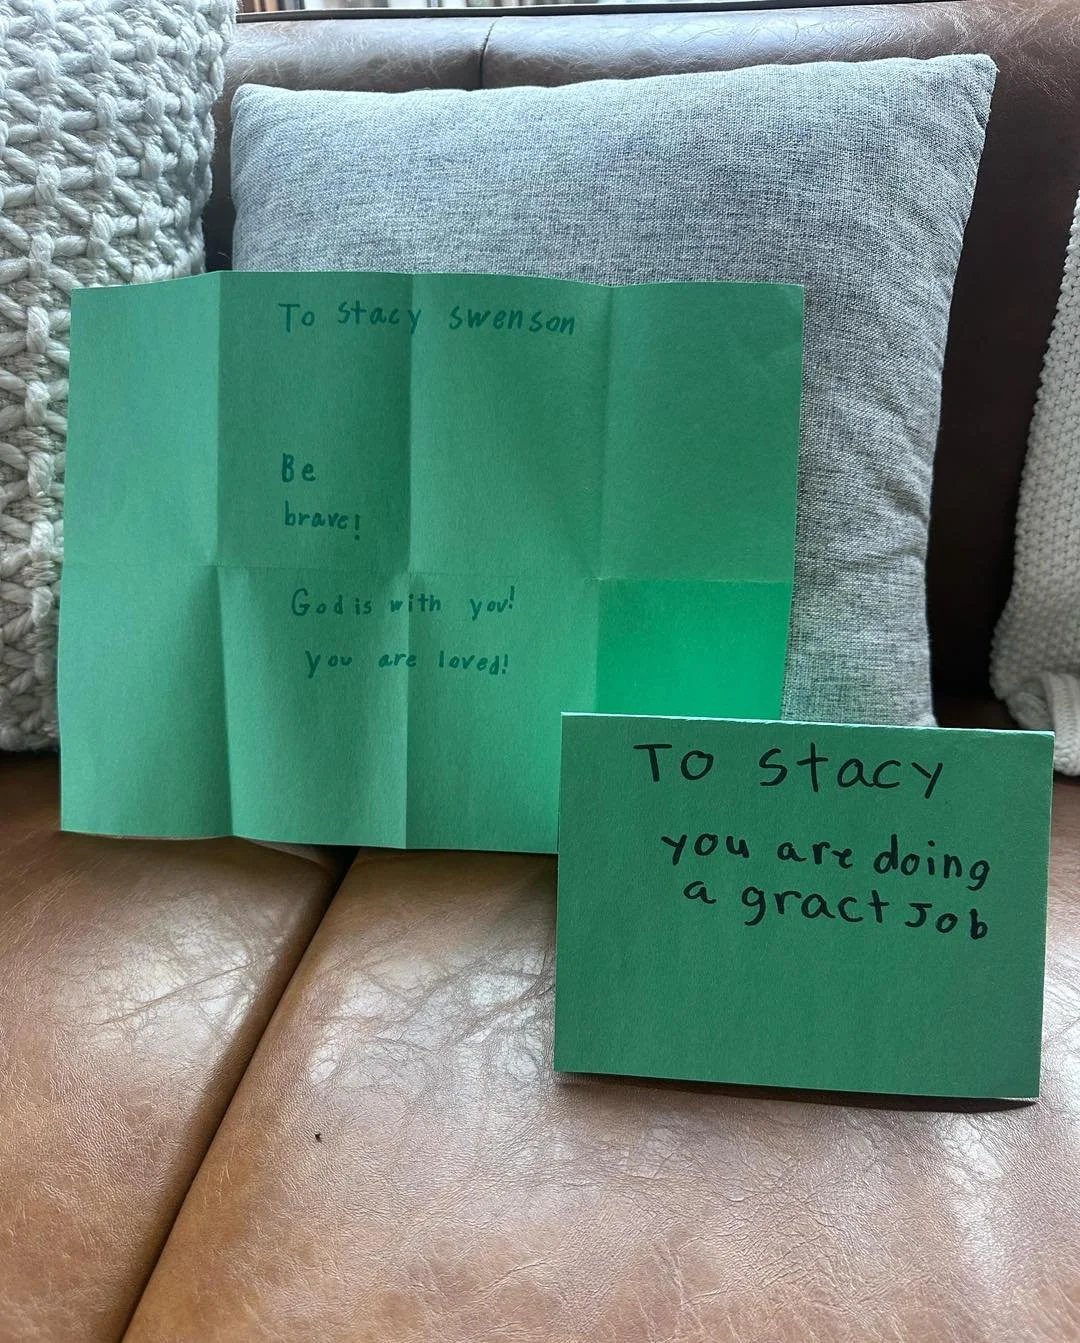 To stacy swenson
Be
brave!
God is with you!
you are loved!
To stacy
you are doing
a gract Job